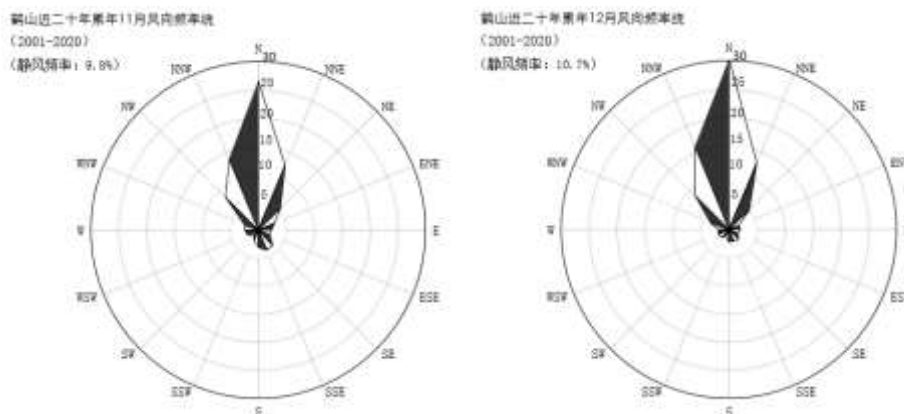 鹤山近二十年累年11月风向频率统
(2001-2020)
(静风频率: 9.8%)
N
NNE
NE
ENE
E
ESE
SE
SSE
S
SSW
SW
WSW
W
WNW
NW
NNW
30
25
20
15
10
5
鹤山近二十年累年12月风向频率统
(2001-2020)
(静风频率: 10.7%)
N
NNE
NE
EN
E
ES
SE
SSE
S
SSW
SW
WSW
W
WNW
NW
NNW
30
25
20
15
10
5